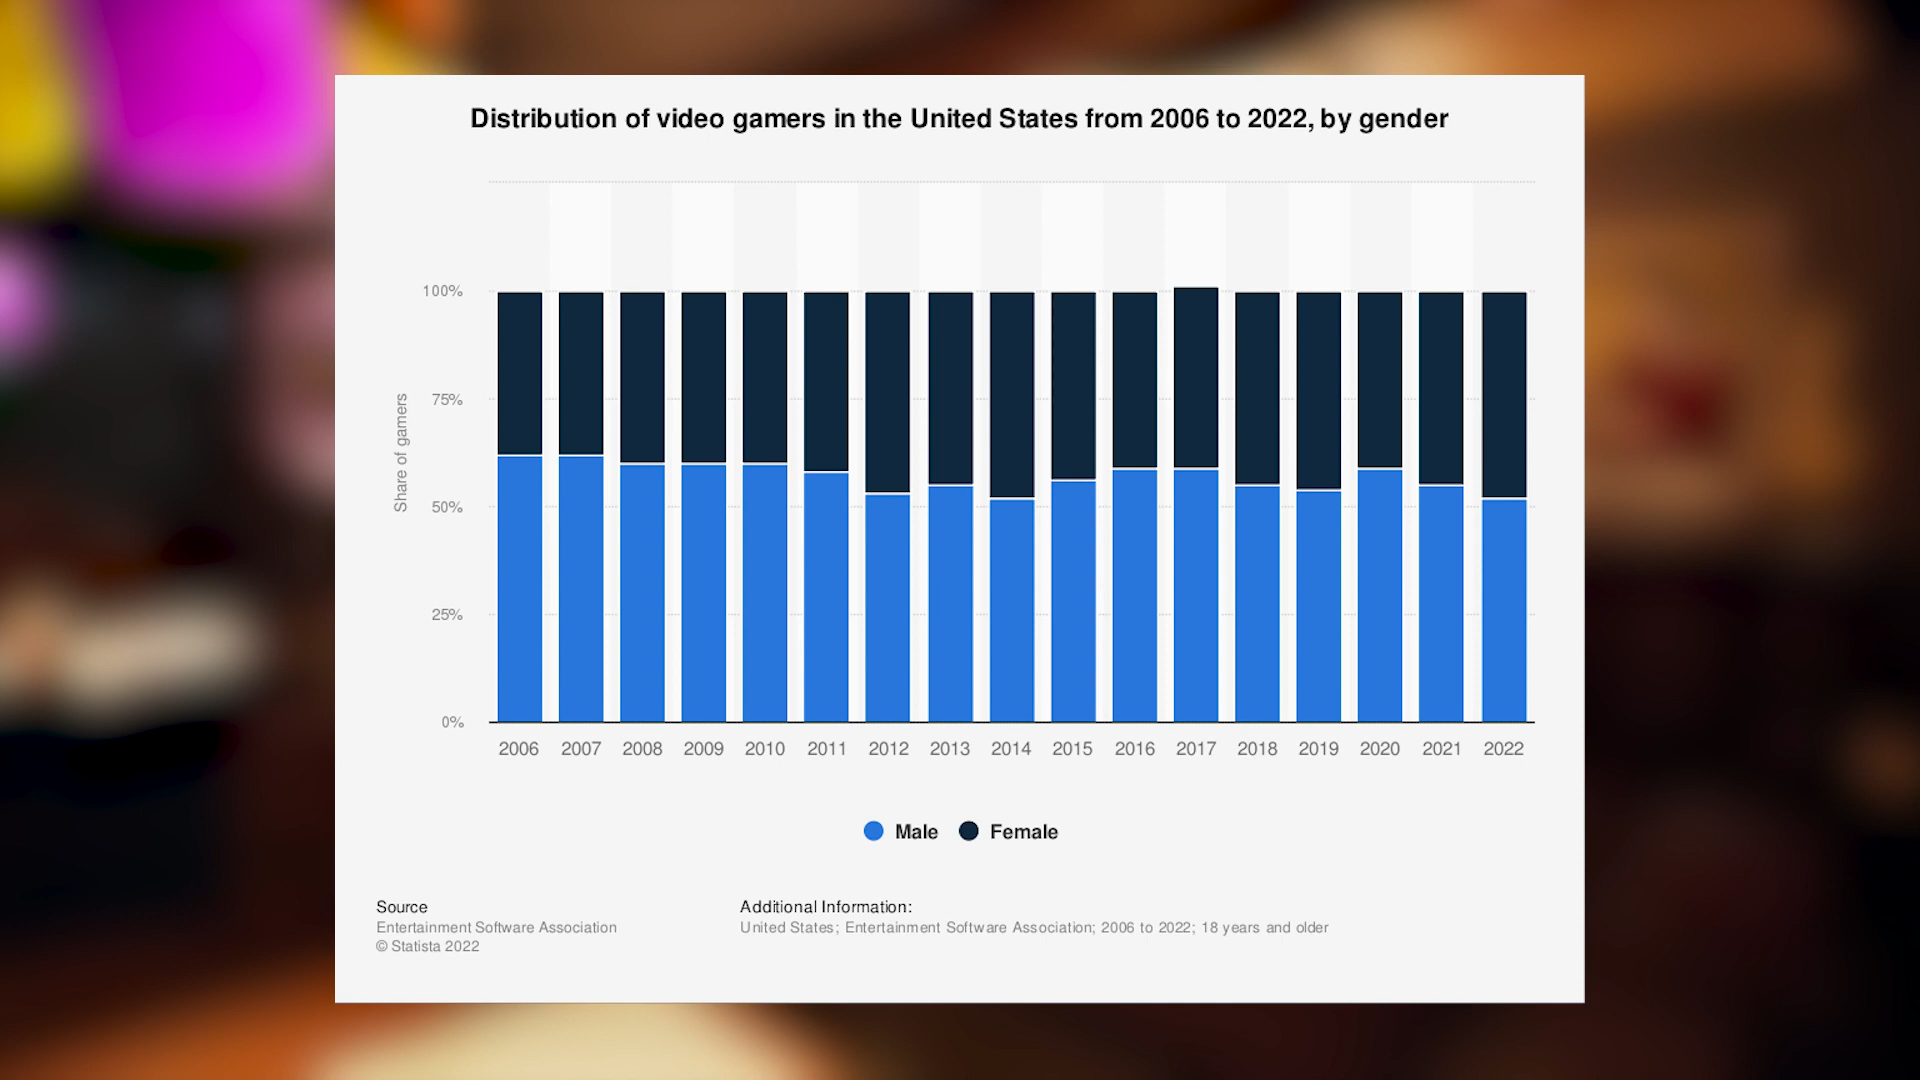 Distribution of video gamers in the United States from 2006 to 2022, by gender
100%
75%
50%
25%
0%
Share of gamers
2006 2007 2008 2009 2010 2011 2012 2013 2014 2015 2016 2017 2018 2019 2020 2021 2022
Male Female
Source
Entertainment Software Association
© Statista 2022
Additional Information:
United States; Entertainment Software Association; 2006 to 2022; 18 years and older